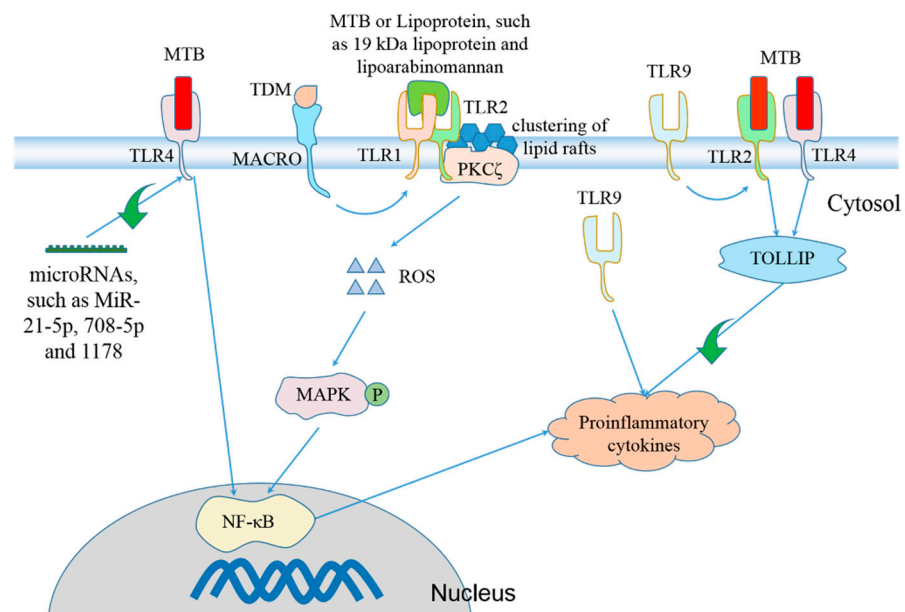 MTB or Lipoprotein, such
as 19 kDa lipoprotein and
lipoarabinomannan
MTB
TDM
TLR2
clustering of
lipid rafts
TLR9
MTB
TLR4
MACRO
TLR1
PKCζ
TLR2
TLR4
TLR9
Cytosol
microRNAs,
such as MiR-
21-5p, 708-5p
and 1178
ROS
TOLLIP
MAPK
P
Proinflammatory
cytokines
NF-κB
Nucleus